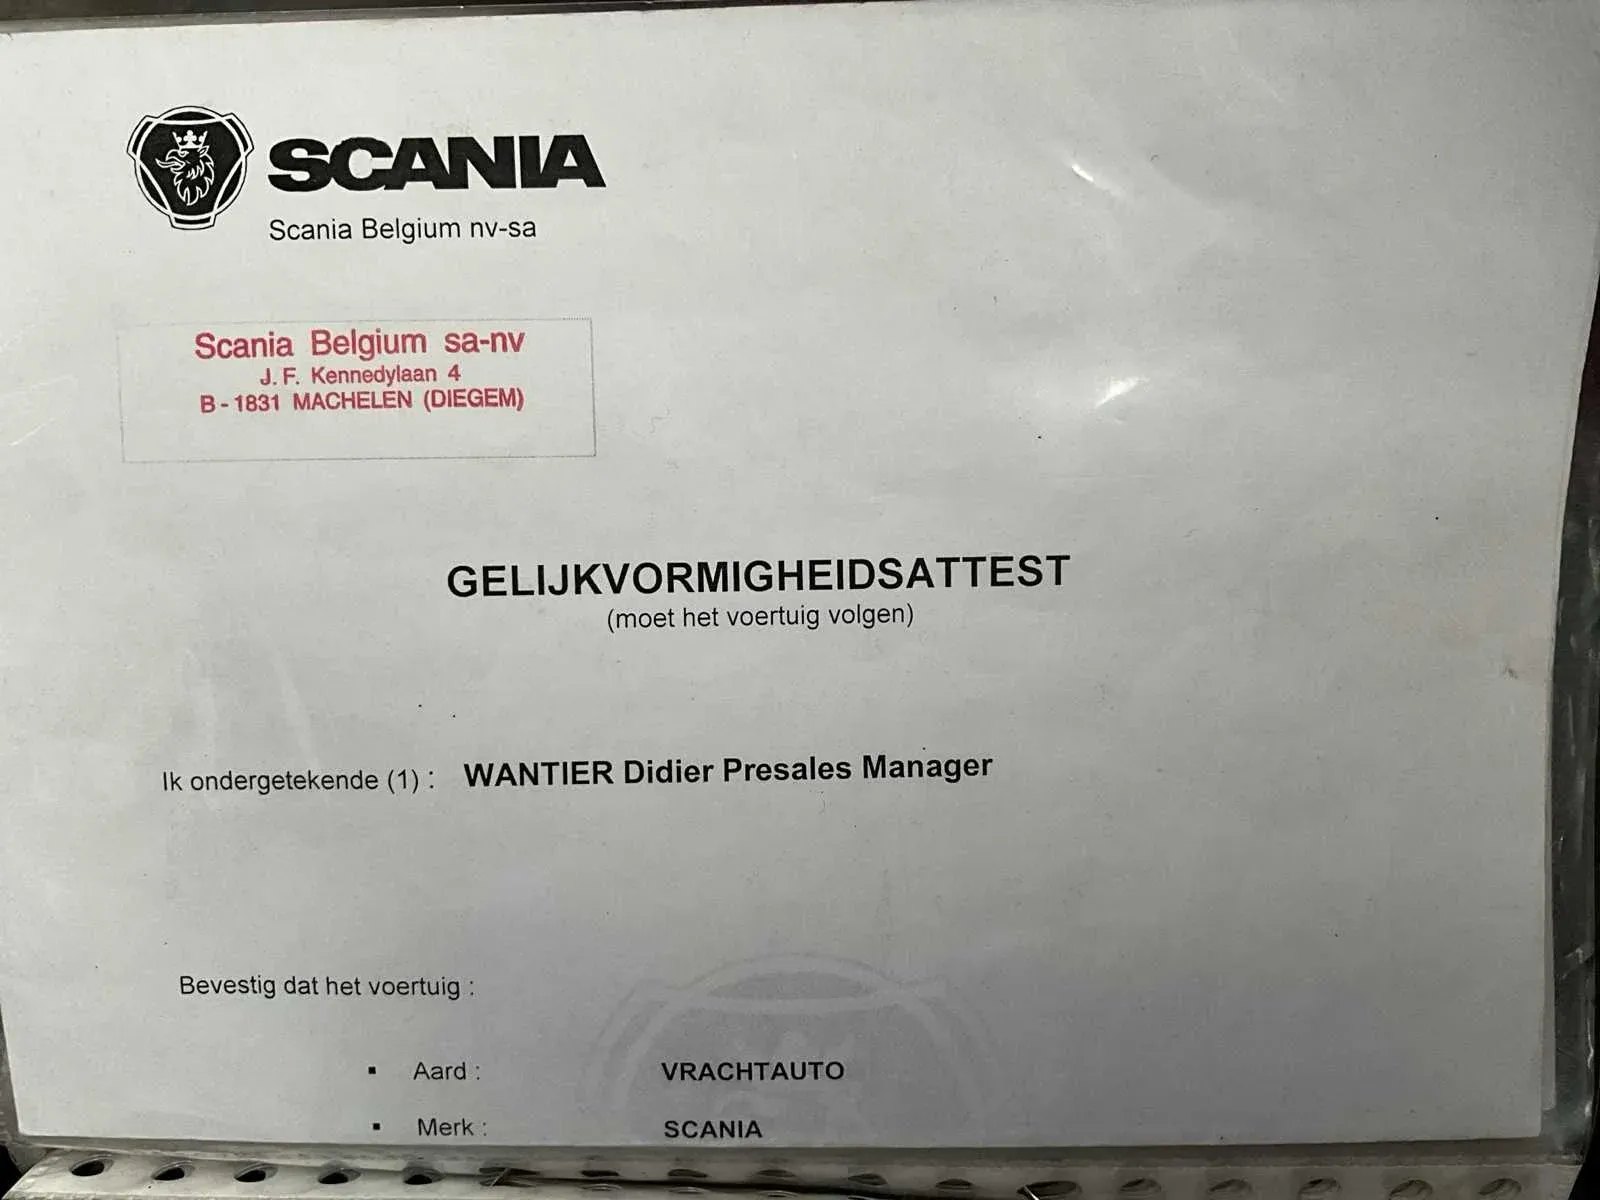 SCANIA
Scania Belgium nv-sa
Scania Belgium sa-nv
J. F. Kennedylaan 4
B - 1831 MACHELEN (DIEGEM)
GELIJKVORMIGHEIDSATTEST
(moet het voertuig volgen)
Ik ondergetekende (1) : WANTIER Didier Presales Manager
Bevestig dat het voertuig :
▪ Aard : VRACHTAUTO
▪ Merk : SCANIA